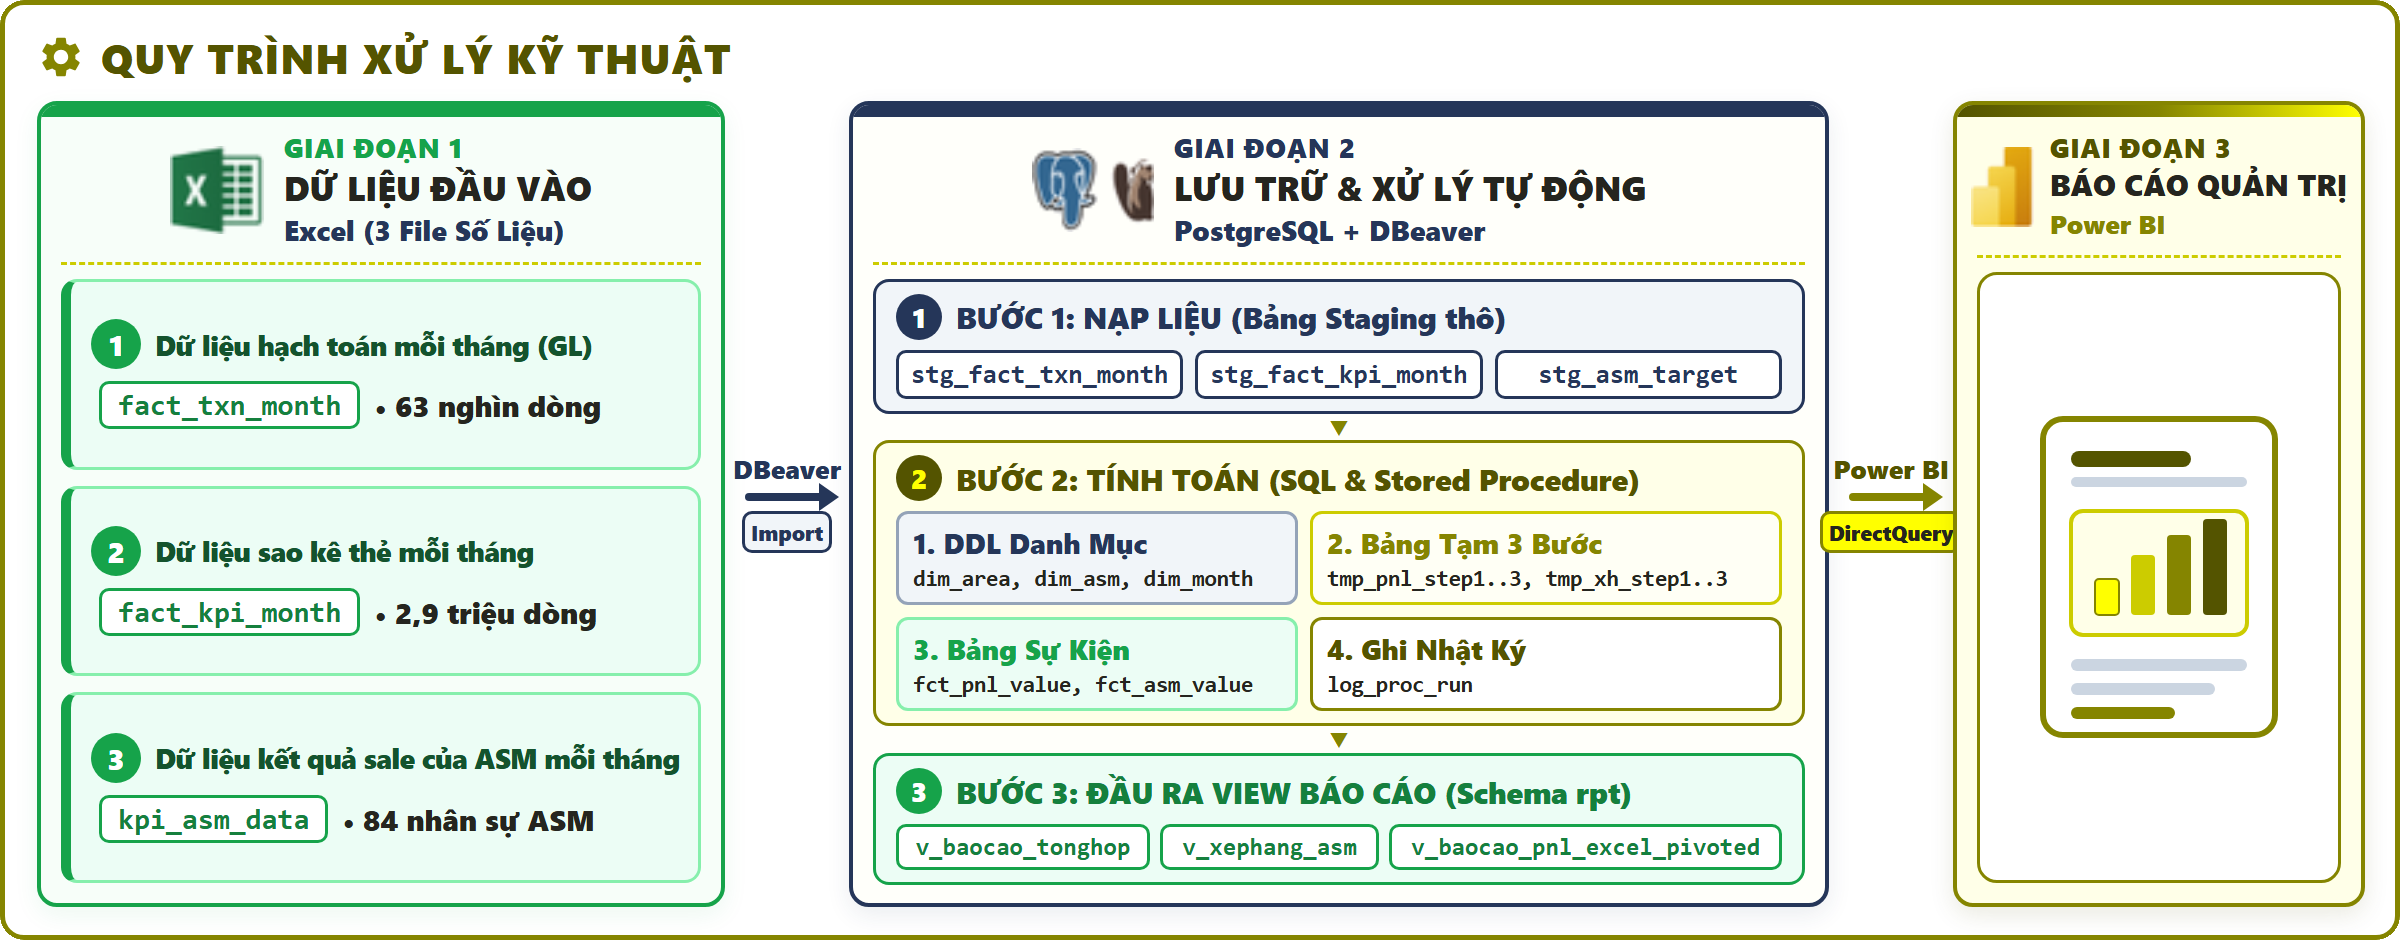 QUY TRÌNH XỬ LÝ KỸ THUẬT
GIAI ĐOẠN 1
DỮ LIỆU ĐẦU VÀO
Excel (3 File Số Liệu)
1 Dữ liệu hạch toán mỗi tháng (GL)
fact_txn_month • 63 nghìn dòng
2 Dữ liệu sao kê thẻ mỗi tháng
fact_kpi_month • 2,9 triệu dòng
3 Dữ liệu kết quả sale của ASM mỗi tháng
kpi_asm_data • 84 nhân sự ASM
DBeaver
Import
GIAI ĐOẠN 2
LƯU TRỮ & XỬ LÝ TỰ ĐỘNG
PostgreSQL + DBeaver
1 BƯỚC 1: NẠP LIỆU (Bảng Staging thô)
stg_fact_txn_month stg_fact_kpi_month stg_asm_target
2 BƯỚC 2: TÍNH TOÁN (SQL & Stored Procedure)
1. DDL Danh Mục
dim_area, dim_asm, dim_month
2. Bảng Tạm 3 Bước
tmp_pnl_step1..3, tmp_xh_step1..3
3. Bảng Sự Kiện
fct_pnl_value, fct_asm_value
4. Ghi Nhật Ký
log_proc_run
3 BƯỚC 3: ĐẦU RA VIEW BÁO CÁO (Schema rpt)
v_baocao_tonghop v_xephang_asm v_baocao_pnl_excel_pivoted
Power BI
DirectQuery
GIAI ĐOẠN 3
BÁO CÁO QUẢN TRỊ
Power BI